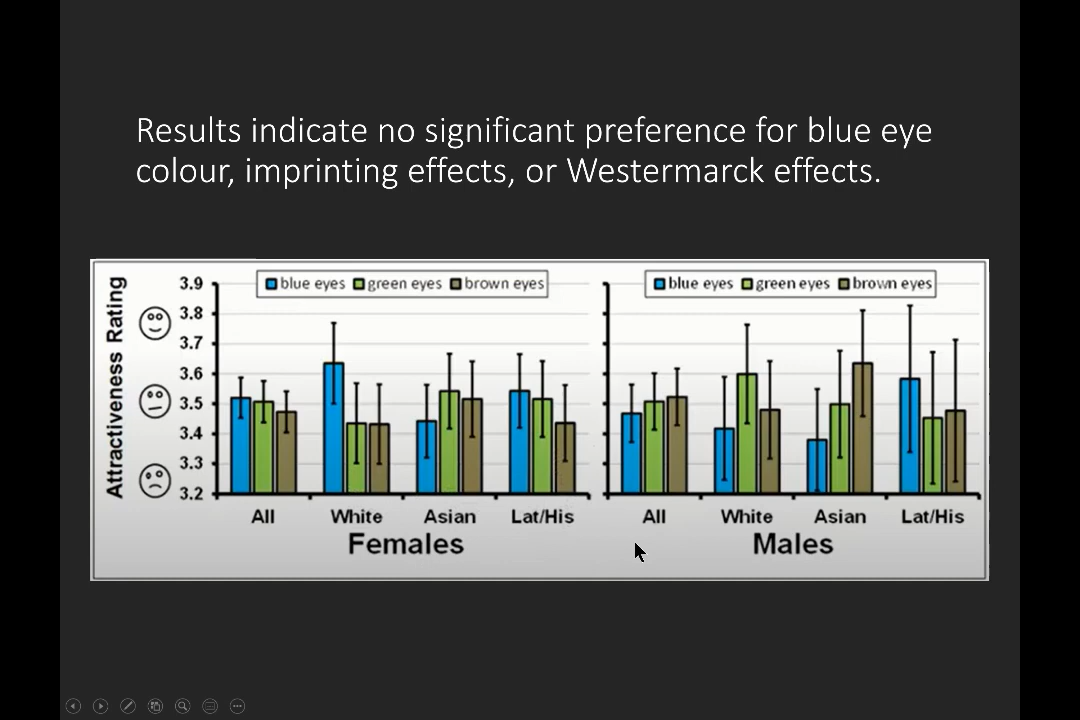 Results indicate no significant preference for blue eye
colour, imprinting effects, or Westermarck effects.
Attractiveness Rating
3.9
3.8
3.7
3.6
3.5
3.4
3.3
3.2
blue eyes green eyes brown eyes
All White Asian Lat/His
Females
blue eyes green eyes brown eyes
All White Asian Lat/His
Males